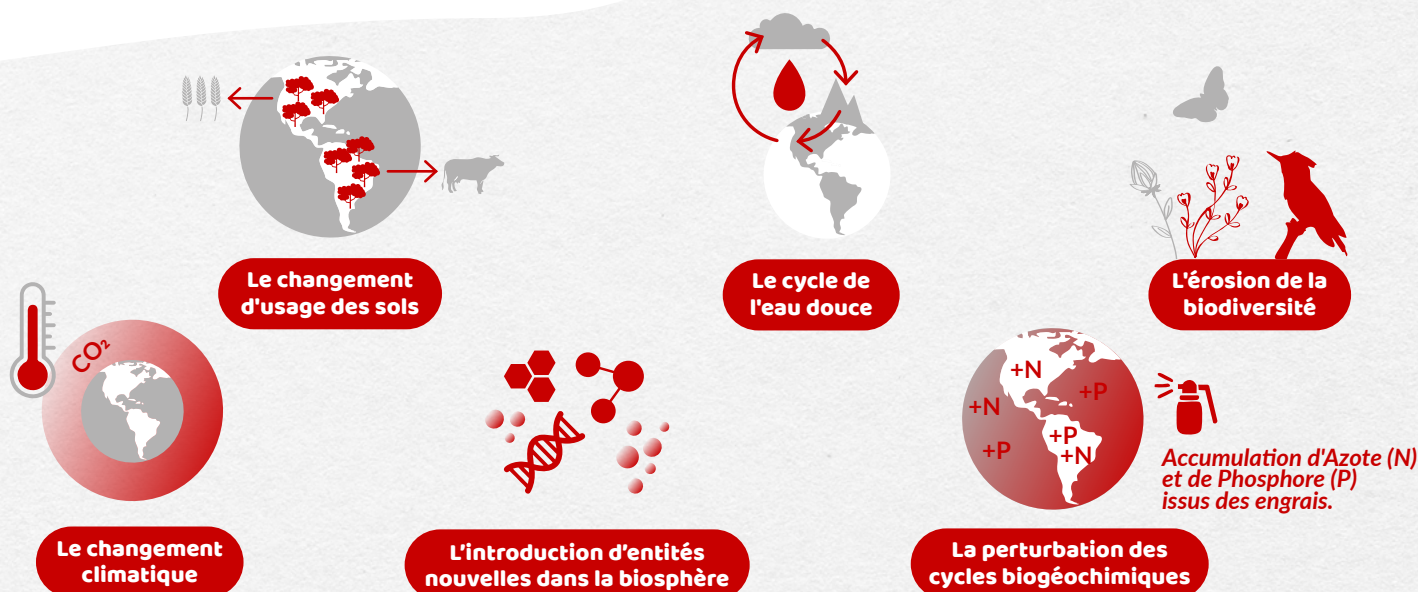 Le changement
d'usage des sols
Le cycle de
l'eau douce
L'érosion de la
biodiversité
CO₂
Le changement
climatique
L’introduction d’entités
nouvelles dans la biosphère
+N
+N
+P
+P
+P
+N
Accumulation d'Azote (N)
et de Phosphore (P)
issus des engrais.
La perturbation des
cycles biogéochimiques